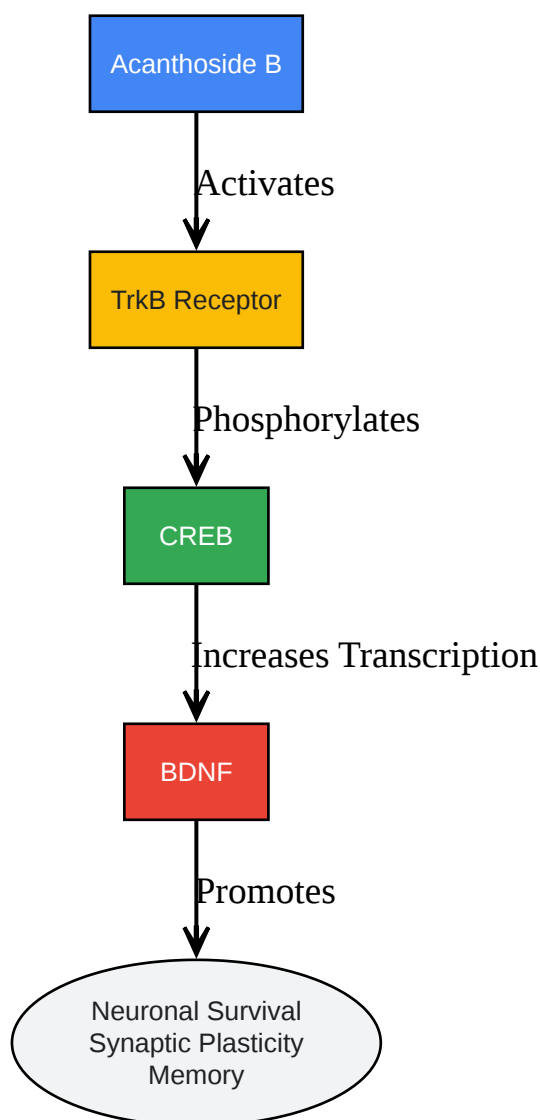 Acanthoside B
Activates
TrkB Receptor
Phosphorylates
CREB
Increases Transcription
BDNF
Promotes
Neuronal Survival
Synaptic Plasticity
Memory